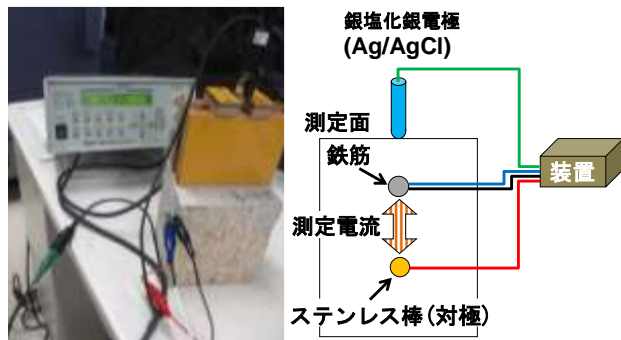 銀塩化銀電極
(Ag/AgCl)
測定面
鉄筋
装置
測定電流
ステンレス棒(対極)